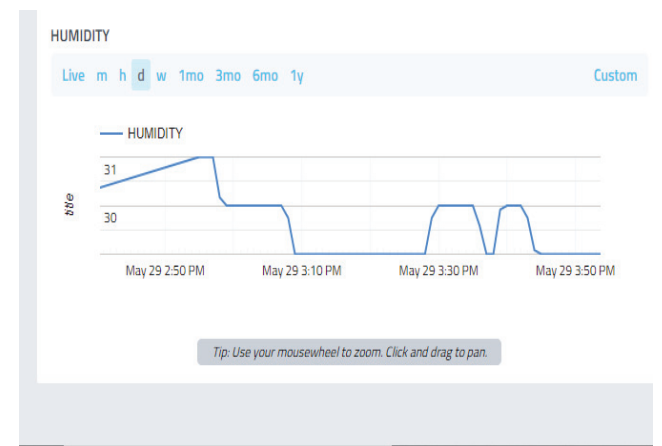 HUMIDITY
Live m h d w 1mo 3mo 6mo 1y Custom
HUMIDITY
31
title
30
May 29 2:50 PM May 29 3:10 PM May 29 3:30 PM May 29 3:50 PM
Tip: Use your mousewheel to zoom. Click and drag to pan.